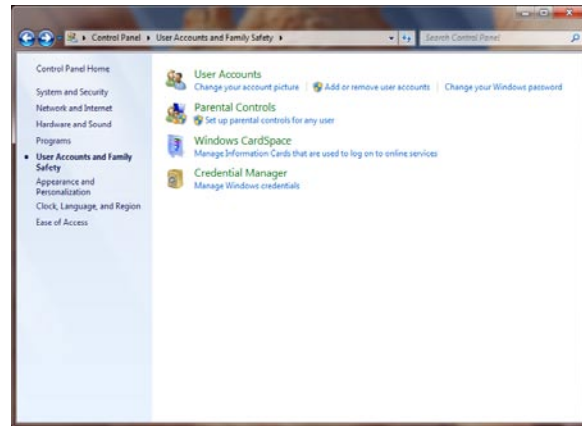 Control Panel ▸ User Accounts and Family Safety ▸
Search Control Panel
Control Panel Home
System and Security
Network and Internet
Hardware and Sound
Programs
User Accounts and Family
Safety
Appearance and
Personalization
Clock, Language, and Region
Ease of Access
User Accounts
Change your account picture
Add or remove user accounts
Change your Windows password
Parental Controls
Set up parental controls for any user
Windows CardSpace
Manage Information Cards that are used to log on to online services
Credential Manager
Manage Windows credentials